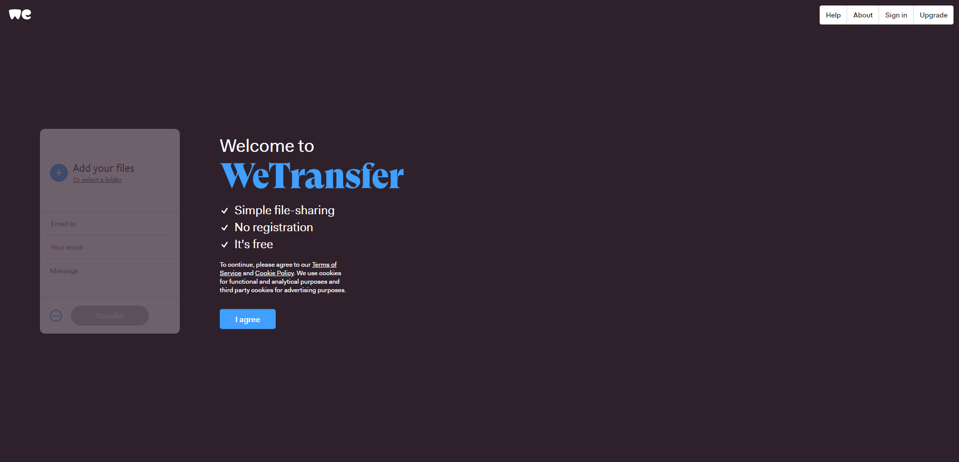 we
Help
About
Sign in
Upgrade
Add your files
Or select a folder
Email to
Your email
Message
Transfer
Welcome to
WeTransfer
Simple file-sharing
No registration
It's free
To continue, please agree to our Terms of
Service and Cookie Policy. We use cookies
for functional and analytical purposes and
third party cookies for advertising purposes.
I agree